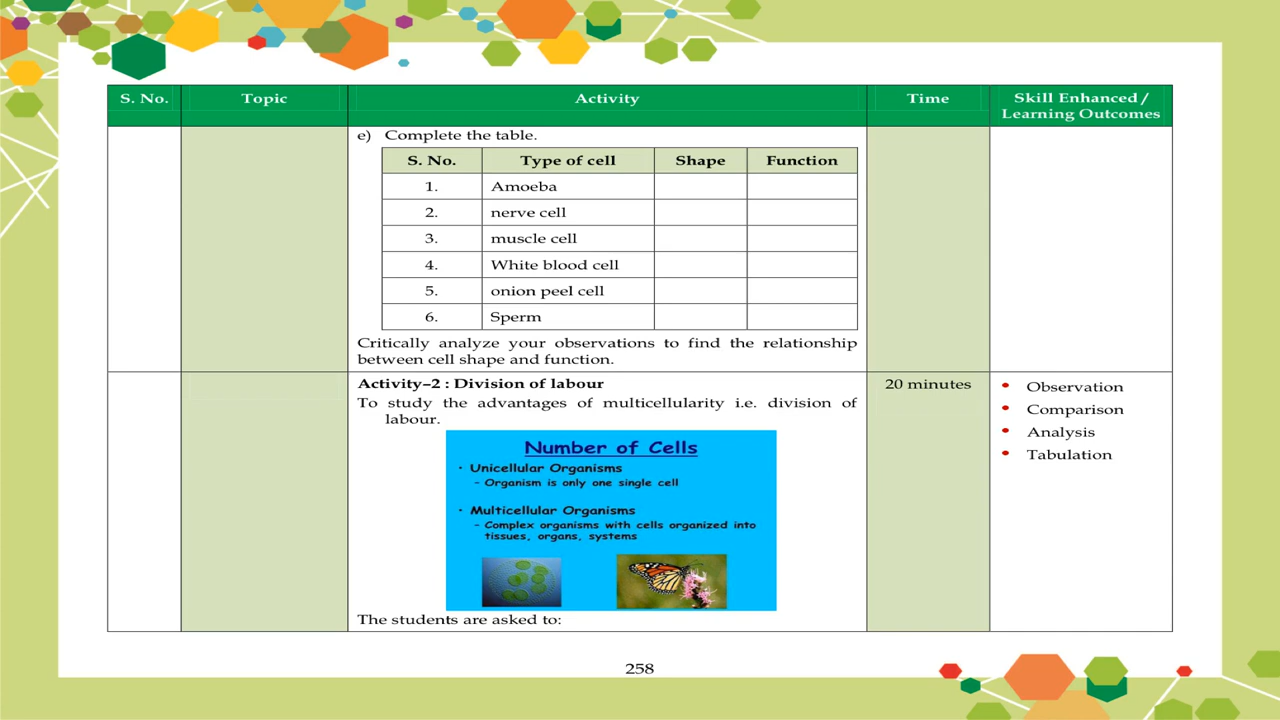 S. No. Topic Activity Time Skill Enhanced /
Learning Outcomes
e) Complete the table.
S. No. Type of cell Shape Function
1. Amoeba
2. nerve cell
3. muscle cell
4. White blood cell
5. onion peel cell
6. Sperm
Critically analyze your observations to find the relationship
between cell shape and function.
Activity–2 : Division of labour
To study the advantages of multicellularity i.e. division of
labour.
Number of Cells
• Unicellular Organisms
– Organism is only one single cell
• Multicellular Organisms
– Complex organisms with cells organized into
tissues, organs, systems
The students are asked to:
20 minutes
• Observation
• Comparison
• Analysis
• Tabulation
258